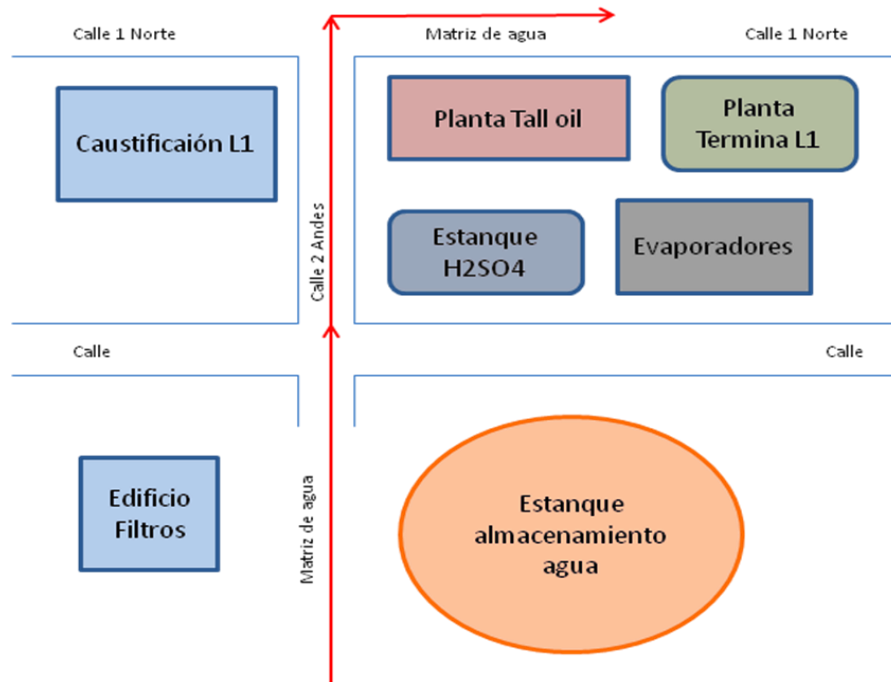 Calle 1 Norte
Matriz de agua
Calle 1 Norte
Caustificaión L1
Planta Tall oil
Planta
Termina L1
Calle 2 Andes
Estanque
H2SO4
Evaporadores
Calle
Calle
Edificio
Filtros
Matriz de agua
Estanque
almacenamiento
agua